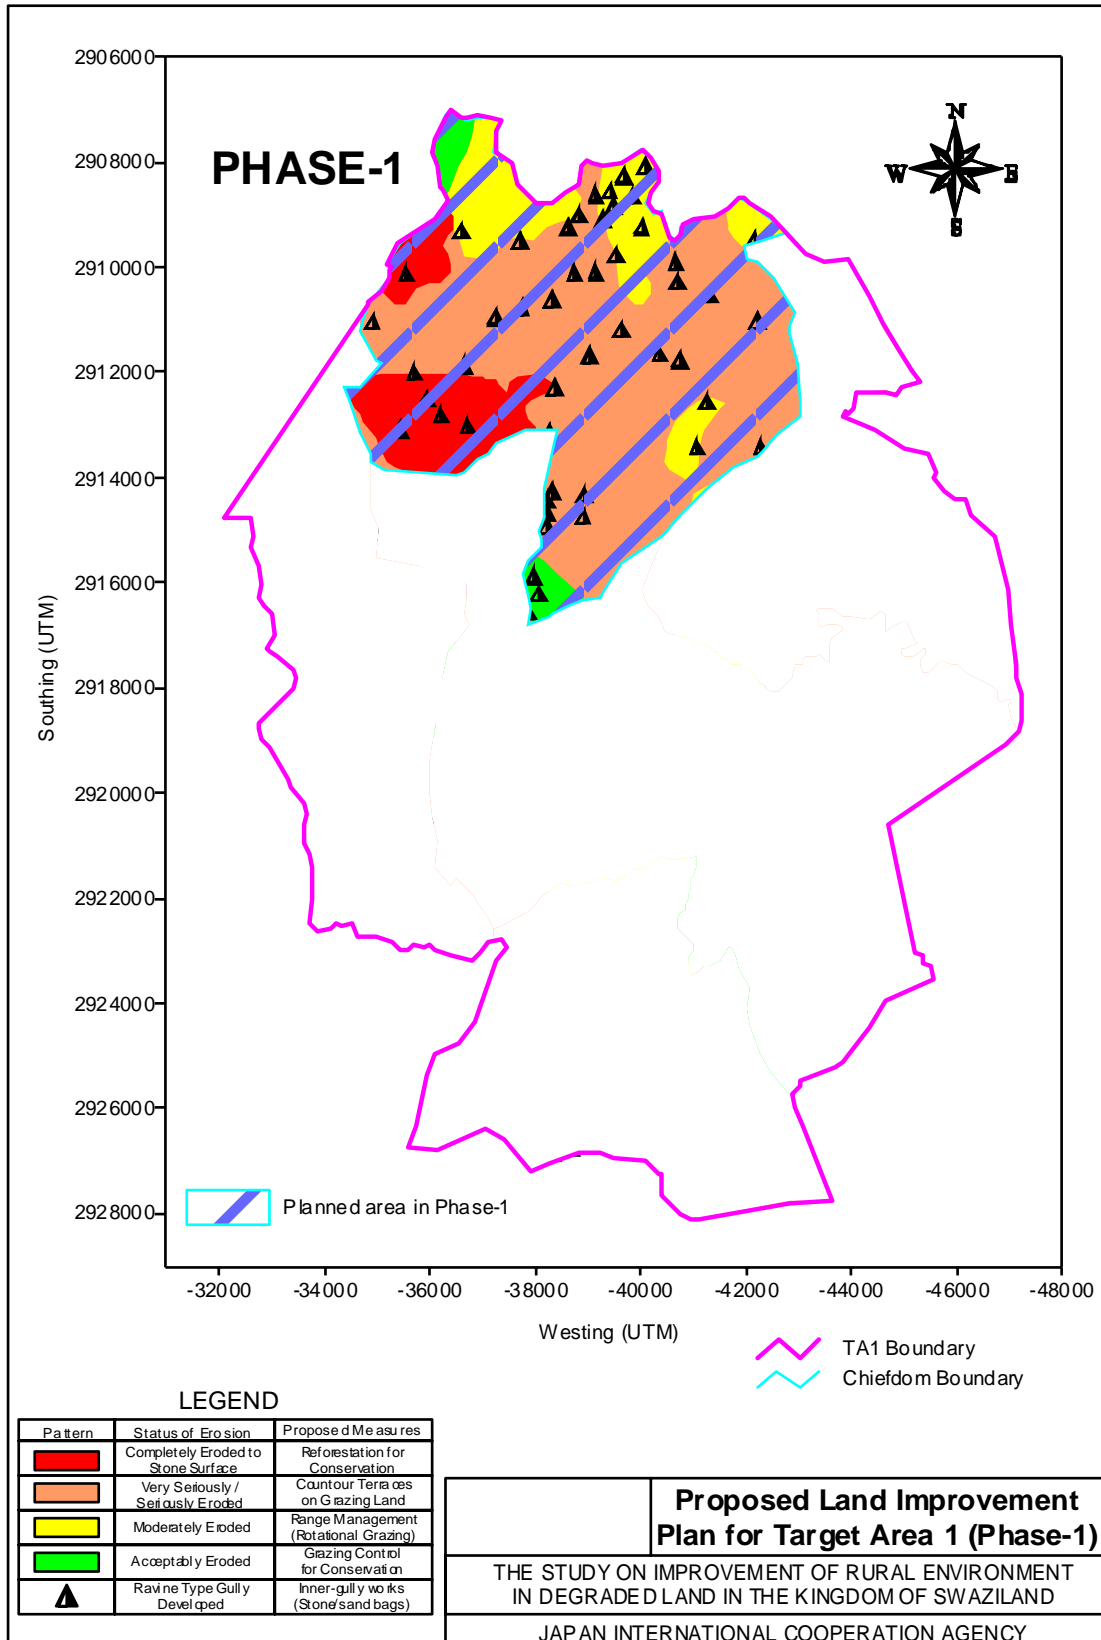 PHASE-1
N
W
E
S
2906000
2908000
2910000
2912000
2914000
2916000
2918000
2920000
2922000
2924000
2926000
2928000
Southing (UTM)
Planned area in Phase-1
-32000 -34000 -36000 -38000 -40000 -42000 -44000 -46000 -48000
Westing (UTM)
TA1 Boundary
Chiefdom Boundary
LEGEND
Pattern Status of Erosion Proposed Measures
Completely Eroded to Stone Surface Reforestation for Conservation
Very Seriously / Seriously Eroded Countour Terraces on Grazing Land
Moderately Eroded Range Management (Rotational Grazing)
Acceptably Eroded Grazing Control for Conservation
Ravine Type Gully Developed Inner-gully works (Stone/sand bags)
Proposed Land Improvement
Plan for Target Area 1 (Phase-1)
THE STUDY ON IMPROVEMENT OF RURAL ENVIRONMENT
IN DEGRADED LAND IN THE KINGDOM OF SWAZILAND
JAPAN INTERNATIONAL COOPERATION AGENCY